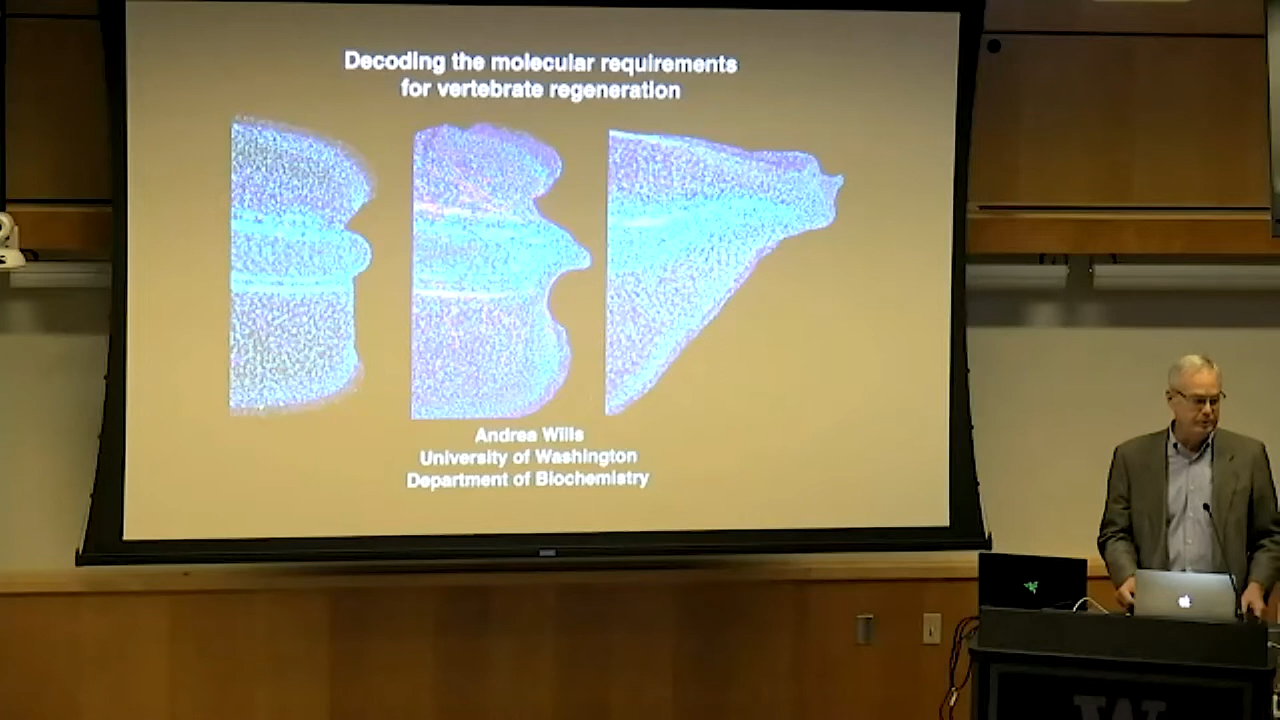 Decoding the molecular requirements
for vertebrate regeneration
Andrea Wills
University of Washington
Department of Biochemistry
W